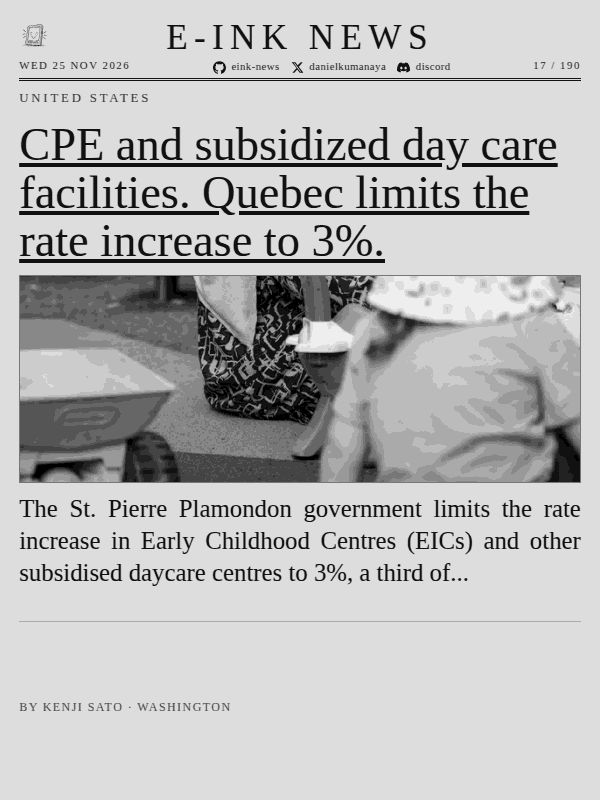 E-INK NEWS
WED 25 NOV 2026
eink-news
danielkumanaya
discord
17 / 190
UNITED STATES
CPE and subsidized day care
facilities. Quebec limits the
rate increase to 3%.
The St. Pierre Plamondon government limits the rate
increase in Early Childhood Centres (EICs) and other
subsidised daycare centres to 3%, a third of...
BY KENJI SATO · WASHINGTON